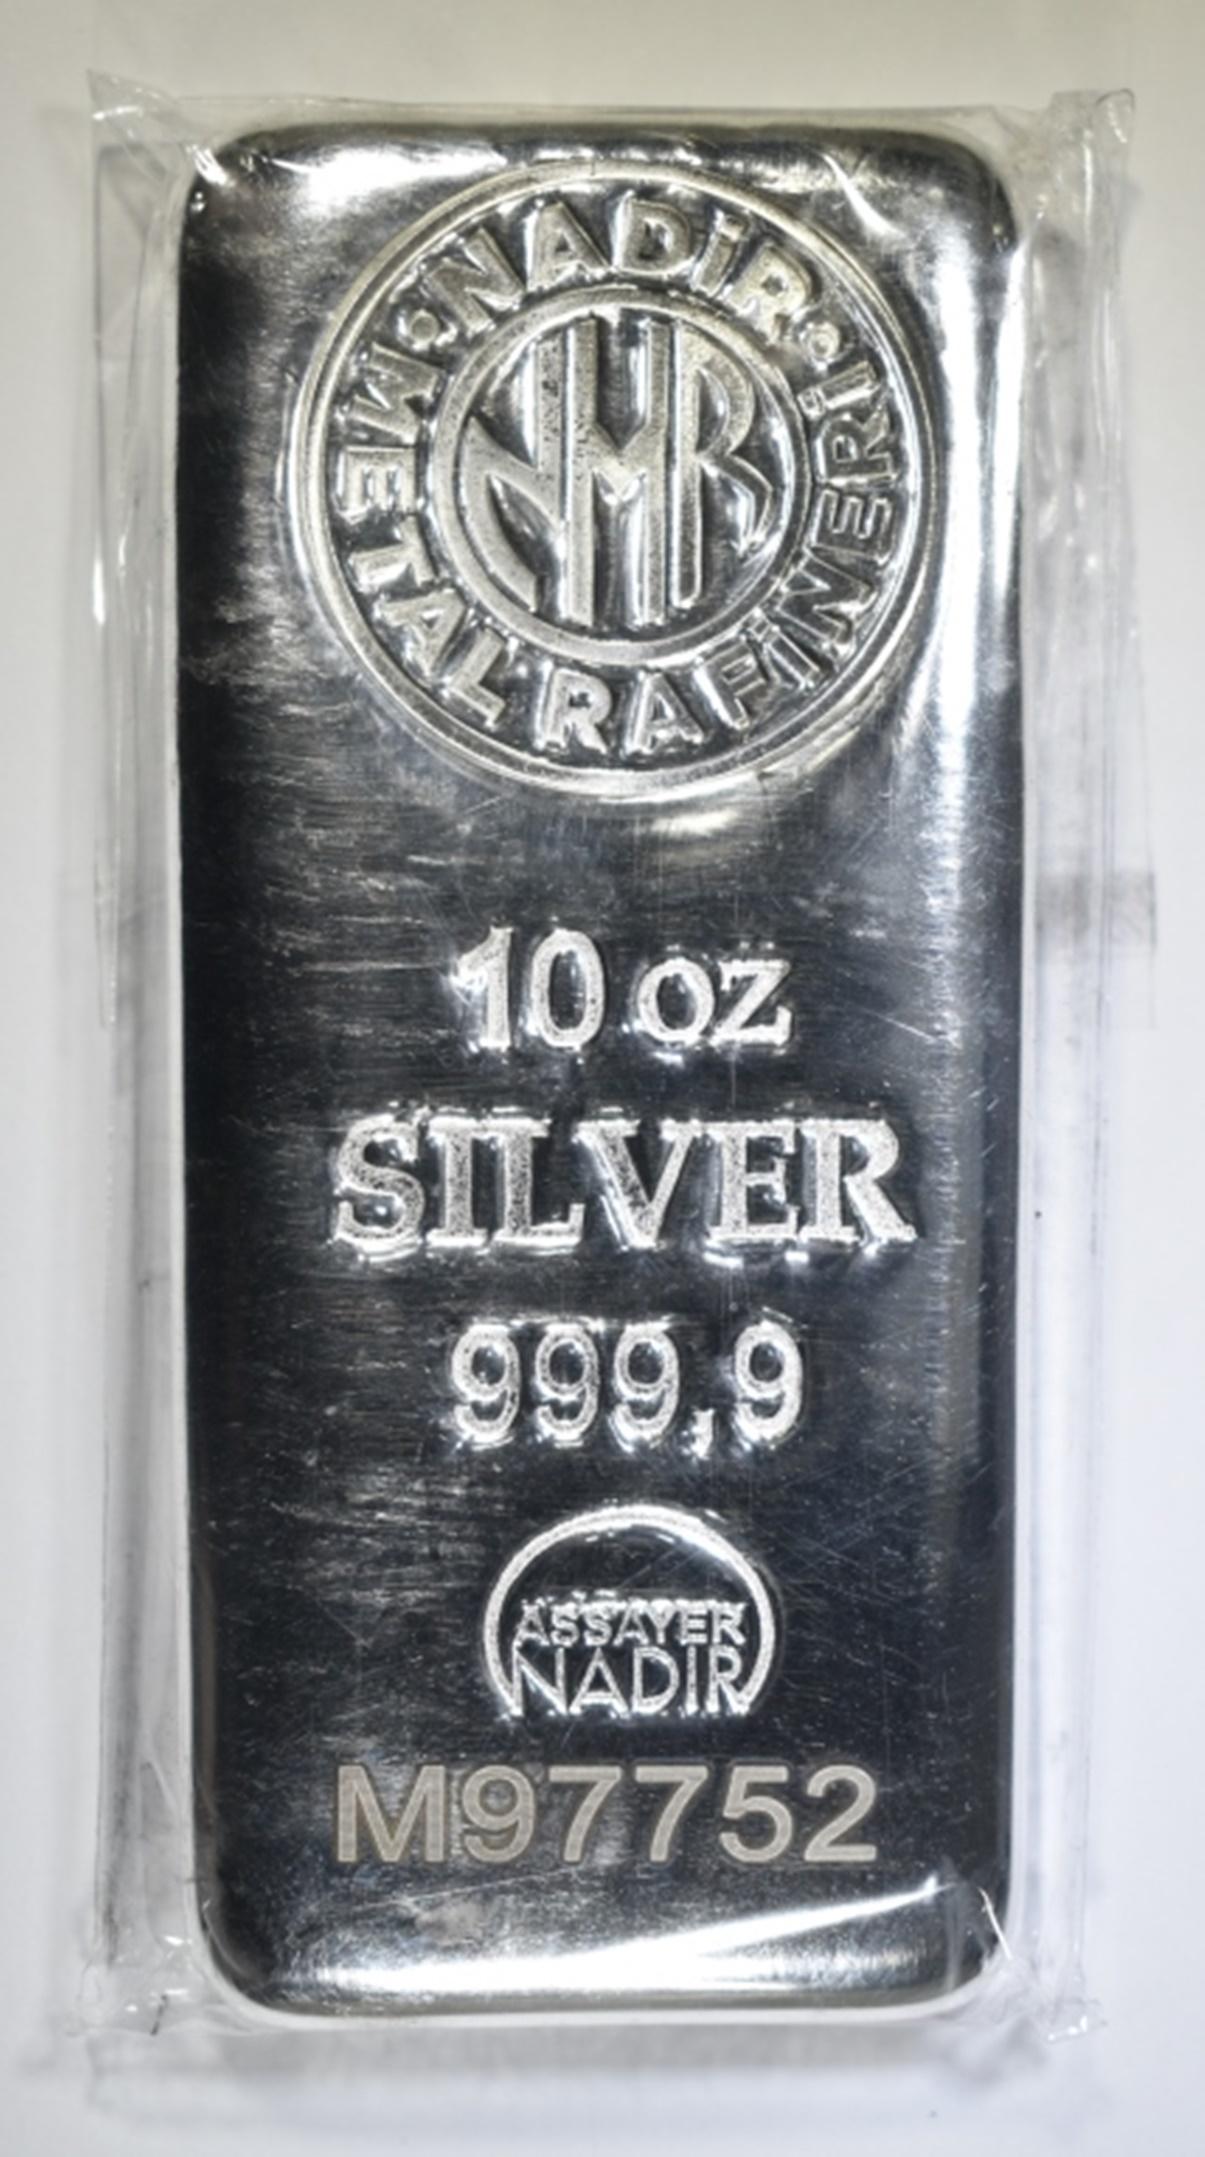 NADİR
METAL RAFİNERİ
NMR
10 oz
SILVER
999,9
ASSAYER
NADIR
M97752